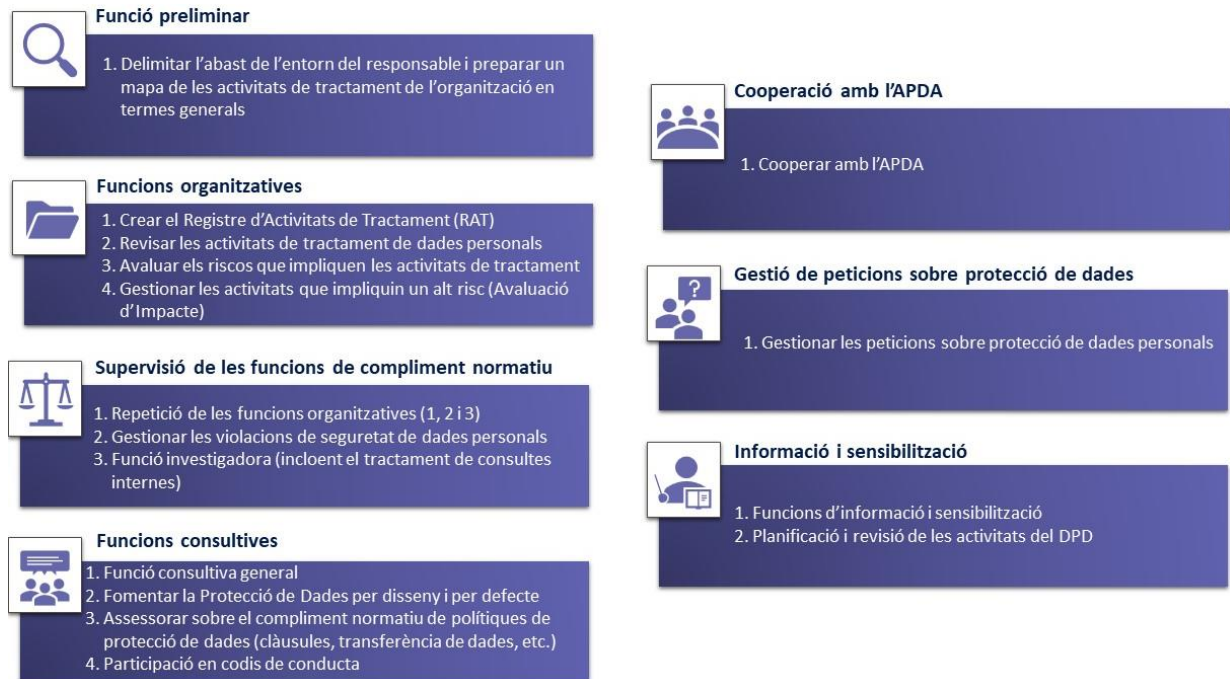 Funció preliminar
1. Delimitar l'abast de l'entorn del responsable i preparar un
mapa de les activitats de tractament de l'organització en
termes generals
Funcions organitzatives
1. Crear el Registre d'Activitats de Tractament (RAT)
2. Revisar les activitats de tractament de dades personals
3. Avaluar els riscos que impliquen les activitats de tractament
4. Gestionar les activitats que impliquin un alt risc (Avaluació
d'Impacte)
Supervisió de les funcions de compliment normatiu
1. Repetició de les funcions organitzatives (1, 2 i 3)
2. Gestionar les violacions de seguretat de dades personals
3. Funció investigadora (incloent el tractament de consultes
internes)
Funcions consultives
1. Funció consultiva general
2. Fomentar la Protecció de Dades per disseny i per defecte
3. Assessorar sobre el compliment normatiu de polítiques de
protecció de dades (clàusules, transferència de dades, etc.)
4. Participació en codis de conducta
Cooperació amb l'APDA
1. Cooperar amb l'APDA
Gestió de peticions sobre protecció de dades
?
1. Gestionar les peticions sobre protecció de dades personals
Informació i sensibilització
1. Funcions d'informació i sensibilització
2. Planificació i revisió de les activitats del DPD